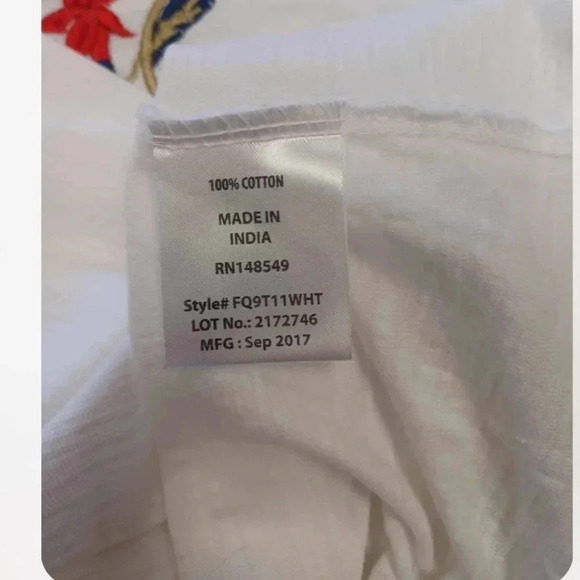 100% COTTON
MADE IN
INDIA
RN148549
Style# FQ9T11WHT
LOT No.: 2172746
MFG : Sep 2017